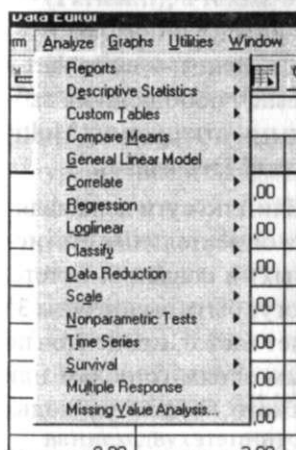 Data Editor
rm Analyze Graphs Utilities Window
Reports
Descriptive Statistics
Custom Tables
Compare Means
General Linear Model
Correlate
Regression
,00
Loglinear
,00
Classify
Data Reduction
,00
Scale
,00
Nonparametric Tests
Time Series
,00
Survival
Multiple Response
,00
Missing Value Analysis...
,00